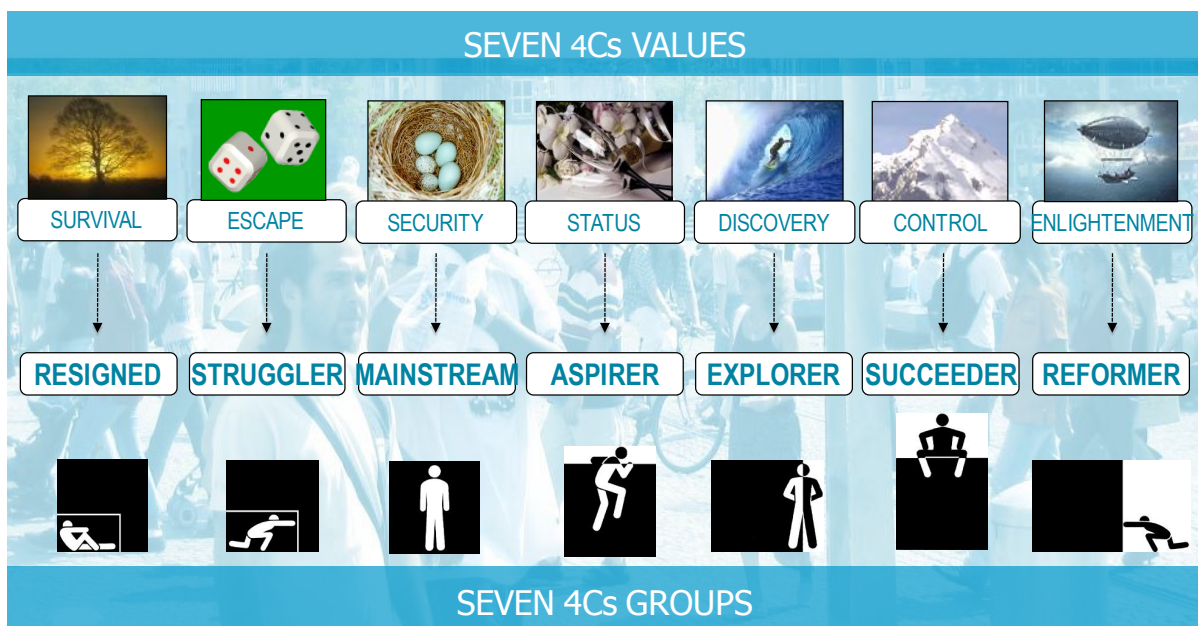 SEVEN 4Cs VALUES
SURVIVAL
ESCAPE
SECURITY
STATUS
DISCOVERY
CONTROL
ENLIGHTENMENT
RESIGNED
STRUGGLER
MAINSTREAM
ASPIRER
EXPLORER
SUCCEEDER
REFORMER
SEVEN 4Cs GROUPS